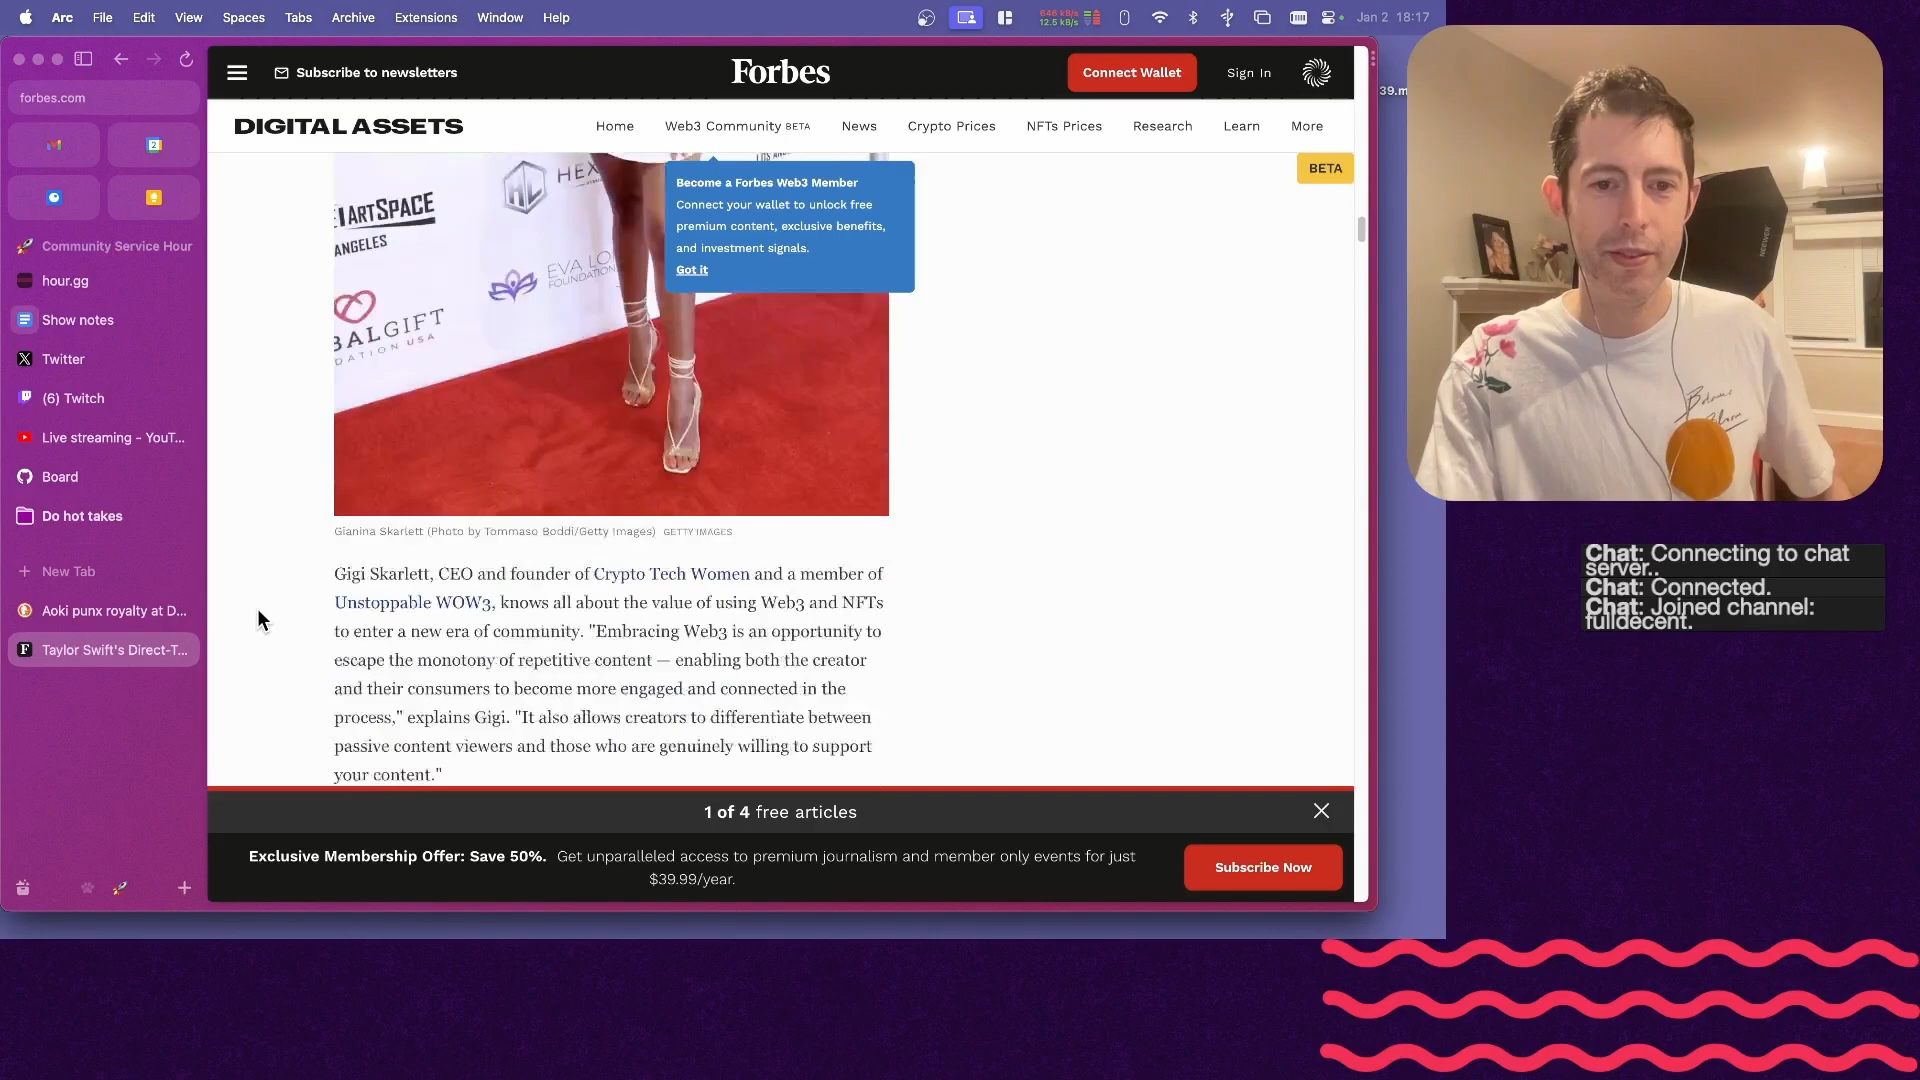 Arc File Edit View Spaces Tabs Archive Extensions Window Help
646 kB/s
12.5 kB/s
Jan 2 18:17
forbes.com
2
Community Service Hour
hour.gg
Show notes
Twitter
(6) Twitch
Live streaming - YouT...
Board
Do hot takes
New Tab
Aoki punx royalty at D...
Taylor Swift's Direct-T...
Subscribe to newsletters
Forbes
Connect Wallet
Sign In
DIGITAL ASSETS
Home Web3 Community BETA News Crypto Prices NFTs Prices Research Learn More
BETA
Become a Forbes Web3 Member
Connect your wallet to unlock free
premium content, exclusive benefits,
and investment signals.
Got it
ARTSPACE
ANGELES
HEX
HL
EVA LO
FOUNDATION
BALGIFT
DATION USA
Gianina Skarlett (Photo by Tommaso Boddi/Getty Images) GETTY IMAGES
Gigi Skarlett, CEO and founder of Crypto Tech Women and a member of
Unstoppable WOW3, knows all about the value of using Web3 and NFTs
to enter a new era of community. "Embracing Web3 is an opportunity to
escape the monotony of repetitive content — enabling both the creator
and their consumers to become more engaged and connected in the
process," explains Gigi. "It also allows creators to differentiate between
passive content viewers and those who are genuinely willing to support
your content."
1 of 4 free articles
Exclusive Membership Offer: Save 50%. Get unparalleled access to premium journalism and member only events for just
$39.99/year.
Subscribe Now
39.m
NEEWER
Chat: Connecting to chat
server..
Chat: Connected.
Chat: Joined channel:
fulldecent.